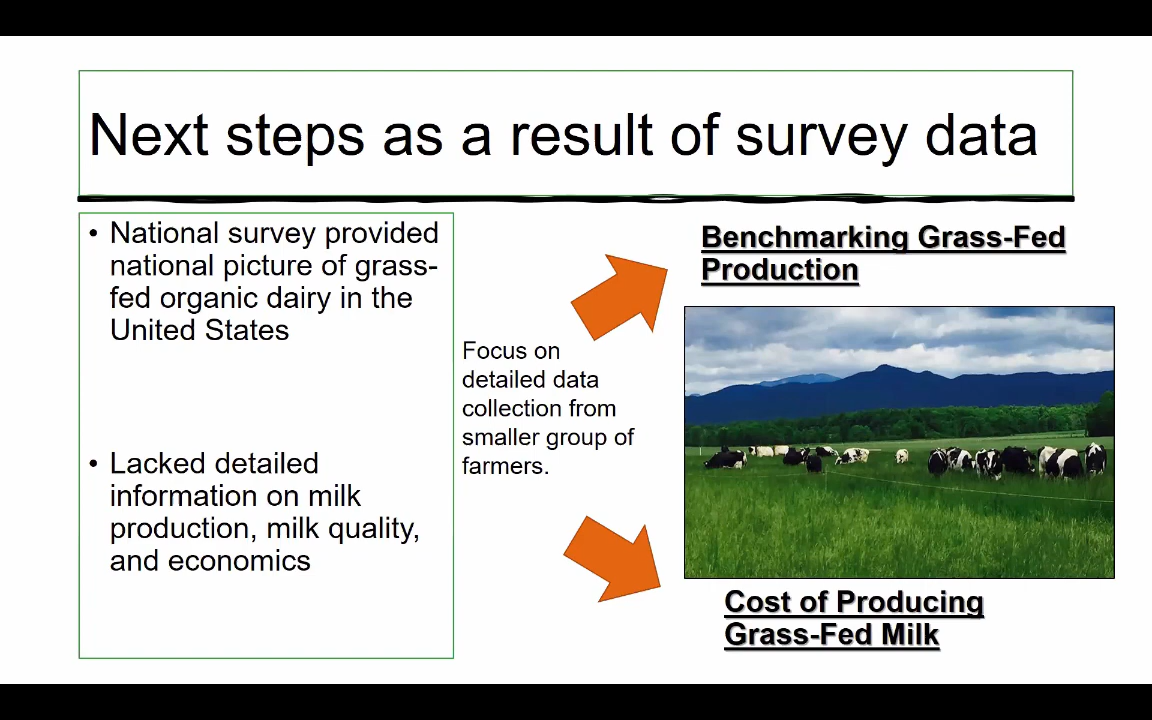 Next steps as a result of survey data
• National survey provided
national picture of grass-
fed organic dairy in the
United States
• Lacked detailed
information on milk
production, milk quality,
and economics
Focus on
detailed data
collection from
smaller group of
farmers.
Benchmarking Grass-Fed
Production
Cost of Producing
Grass-Fed Milk